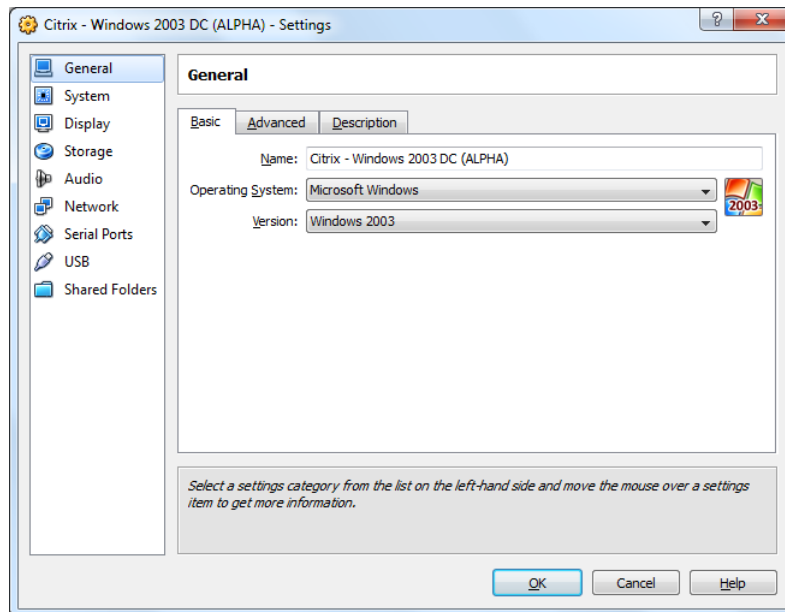 Citrix - Windows 2003 DC (ALPHA) - Settings
?
General
System
Display
Storage
Audio
Network
Serial Ports
USB
Shared Folders
General
Basic Advanced Description
Name: Citrix - Windows 2003 DC (ALPHA)
Operating System: Microsoft Windows
2003
Version: Windows 2003
Select a settings category from the list on the left-hand side and move the mouse over a settings
item to get more information.
OK Cancel Help